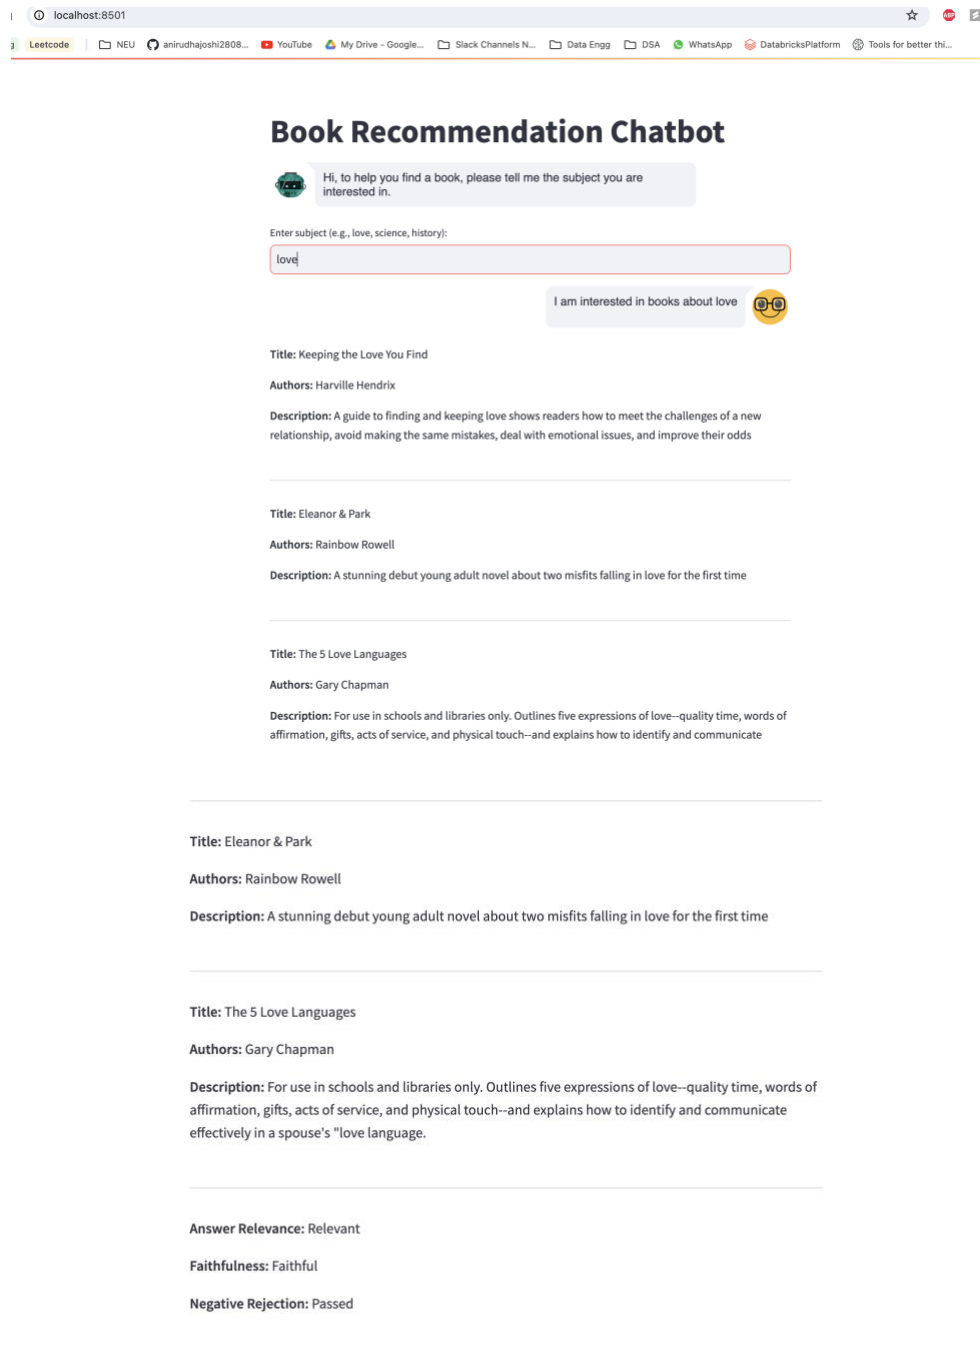 localhost:8501
ABP
g Leetcode NEU anirudhajoshi2808... YouTube My Drive - Google... Slack Channels N... Data Engg DSA WhatsApp DatabricksPlatform Tools for better thi...
Book Recommendation Chatbot
Hi, to help you find a book, please tell me the subject you are
interested in.
Enter subject (e.g., love, science, history):
love
I am interested in books about love
Title: Keeping the Love You Find
Authors: Harville Hendrix
Description: A guide to finding and keeping love shows readers how to meet the challenges of a new
relationship, avoid making the same mistakes, deal with emotional issues, and improve their odds
Title: Eleanor & Park
Authors: Rainbow Rowell
Description: A stunning debut young adult novel about two misfits falling in love for the first time
Title: The 5 Love Languages
Authors: Gary Chapman
Description: For use in schools and libraries only. Outlines five expressions of love--quality time, words of
affirmation, gifts, acts of service, and physical touch--and explains how to identify and communicate
Title: Eleanor & Park
Authors: Rainbow Rowell
Description: A stunning debut young adult novel about two misfits falling in love for the first time
Title: The 5 Love Languages
Authors: Gary Chapman
Description: For use in schools and libraries only. Outlines five expressions of love--quality time, words of
affirmation, gifts, acts of service, and physical touch--and explains how to identify and communicate
effectively in a spouse's "love language.
Answer Relevance: Relevant
Faithfulness: Faithful
Negative Rejection: Passed